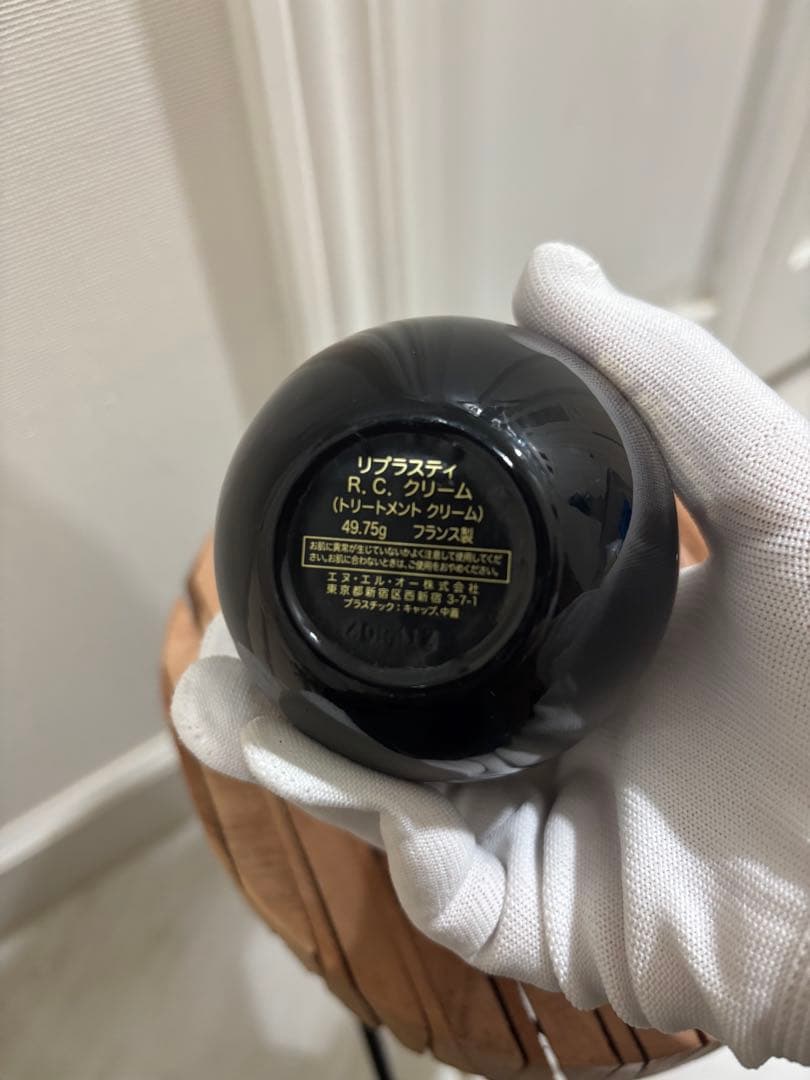 リプラスティ
R. C. クリーム
(トリートメント クリーム)
49.75g フランス製
お肌に異常が生じていないかよく注意して使用してくだ
さい。お肌に合わないときは、ご使用をおやめください。
エヌ・エル・オー株式会社
東京都新宿区西新宿 3-7-1
プラスチック：キャップ、中蓋